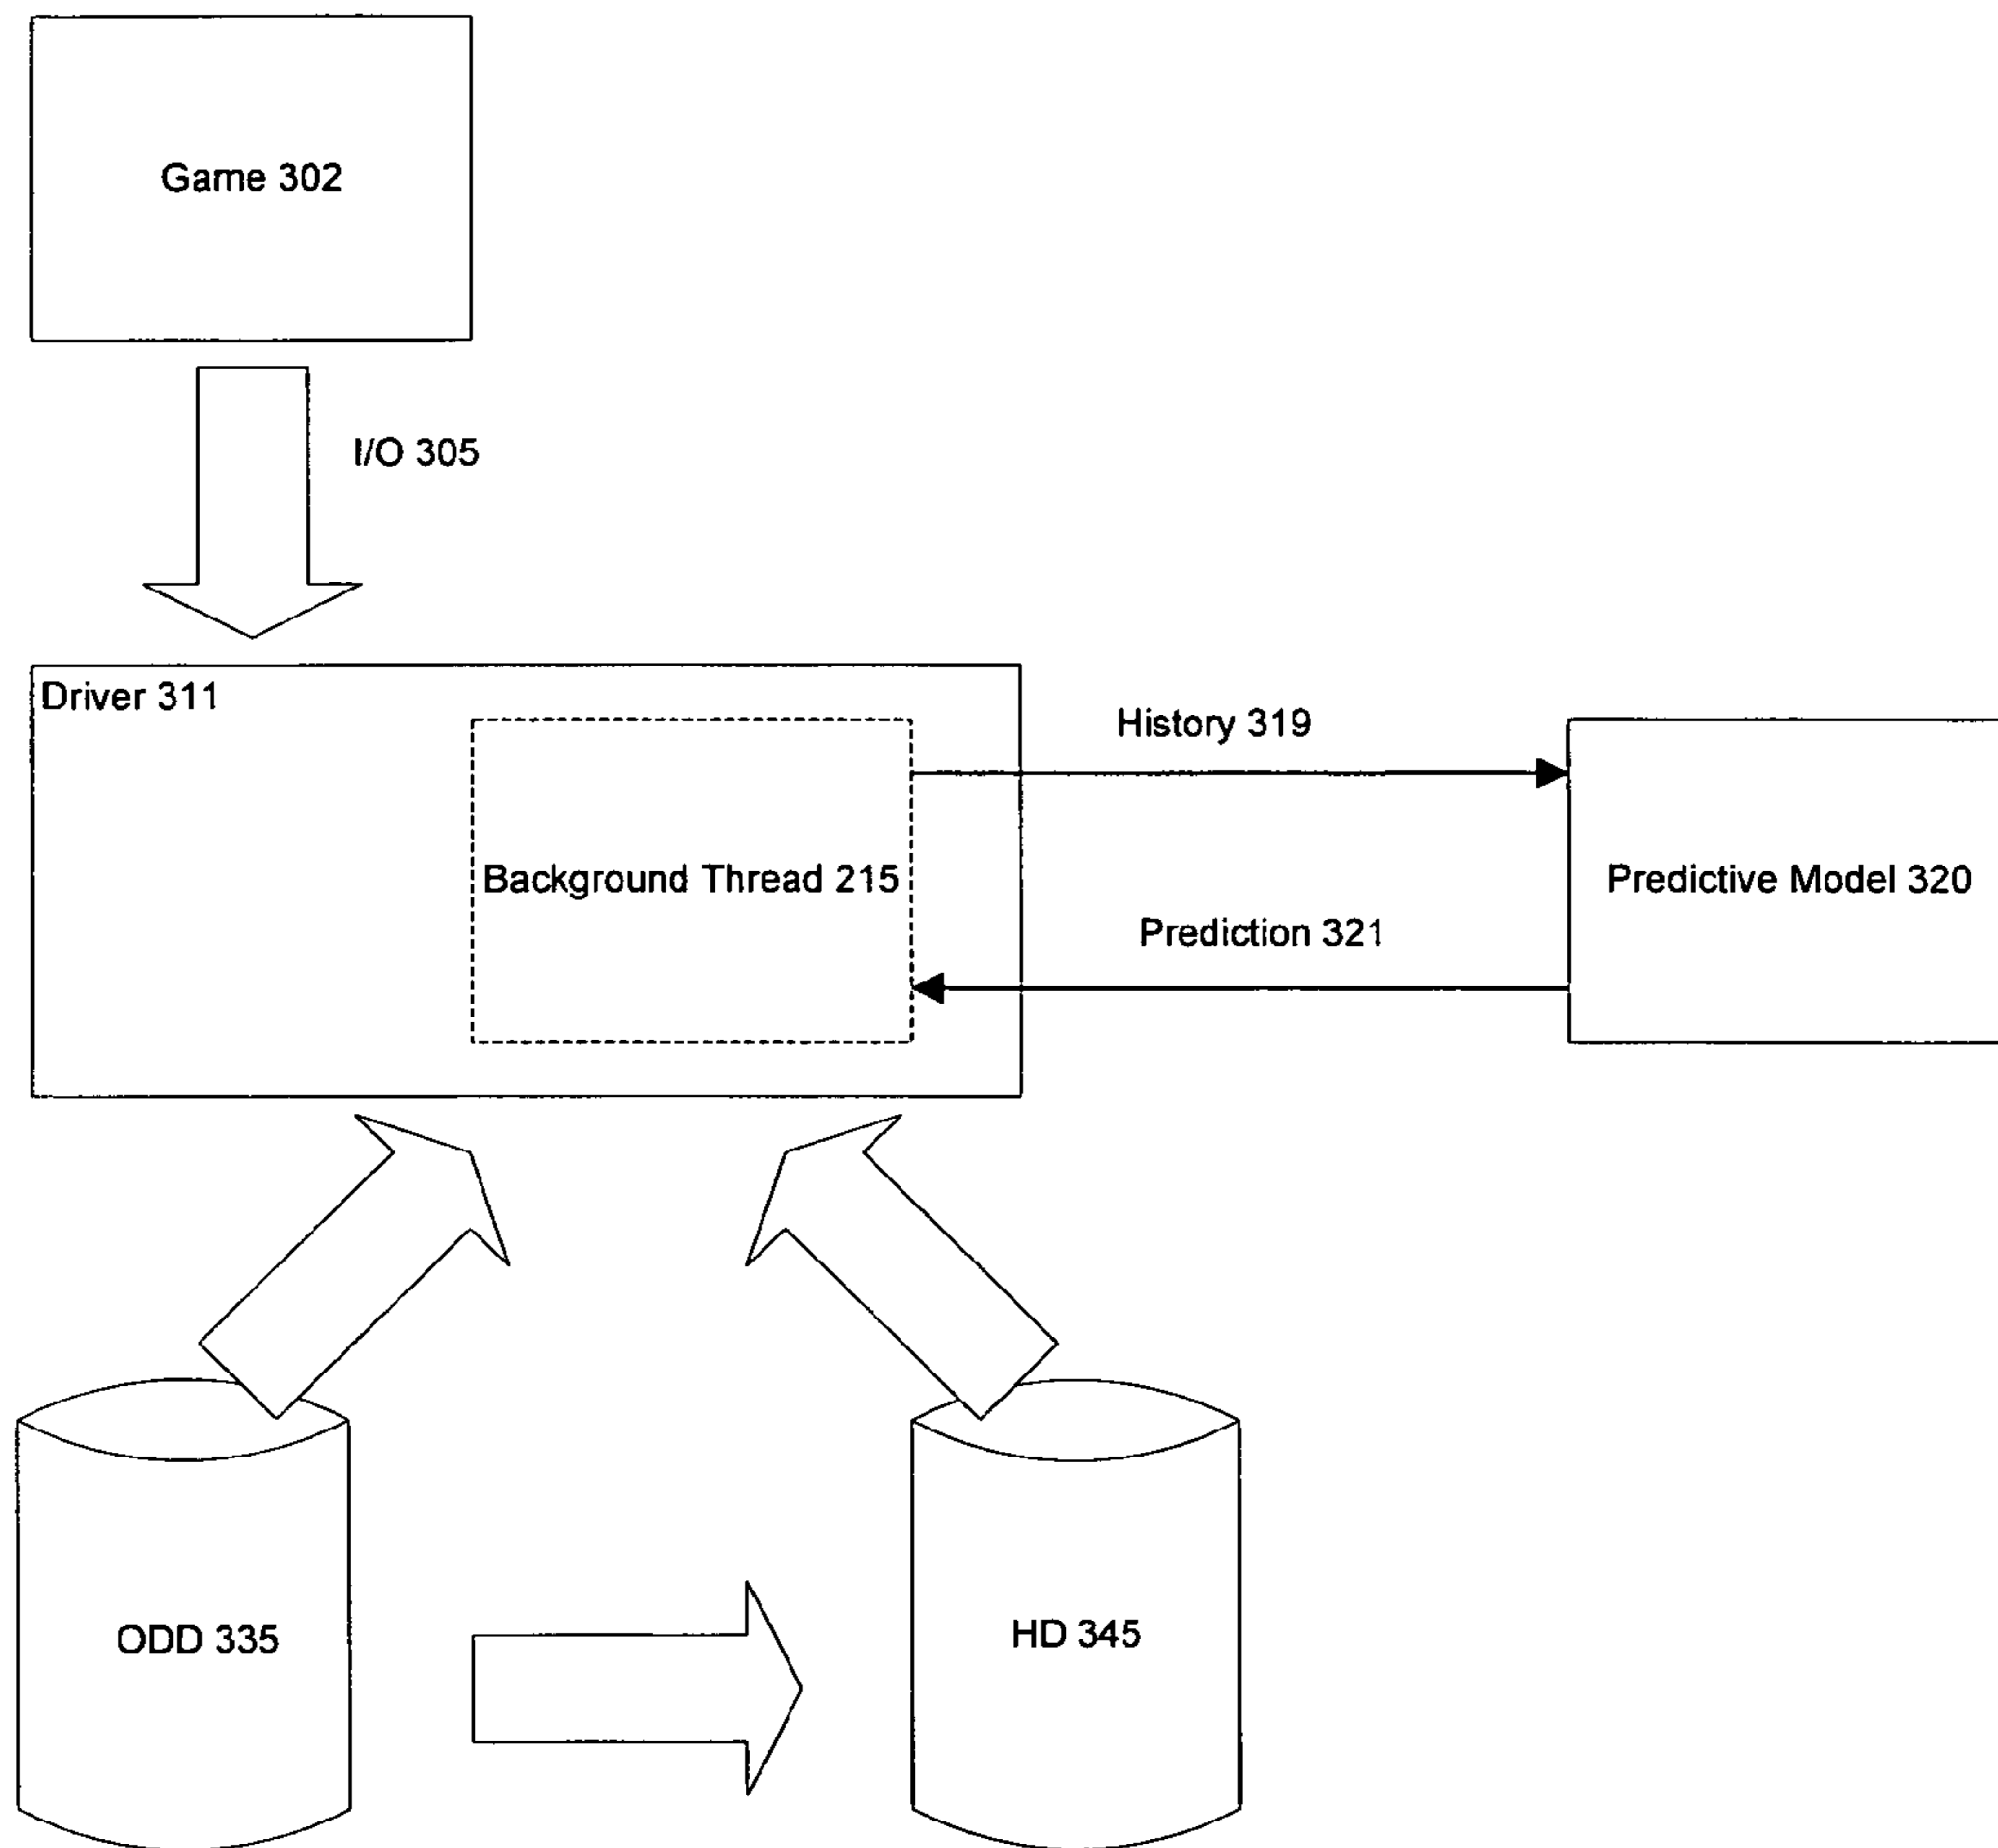 Game 302
I/O 305
Driver 311
History 319
Background Thread 215
Predictive Model 320
Prediction 321
ODD 335
HD 345